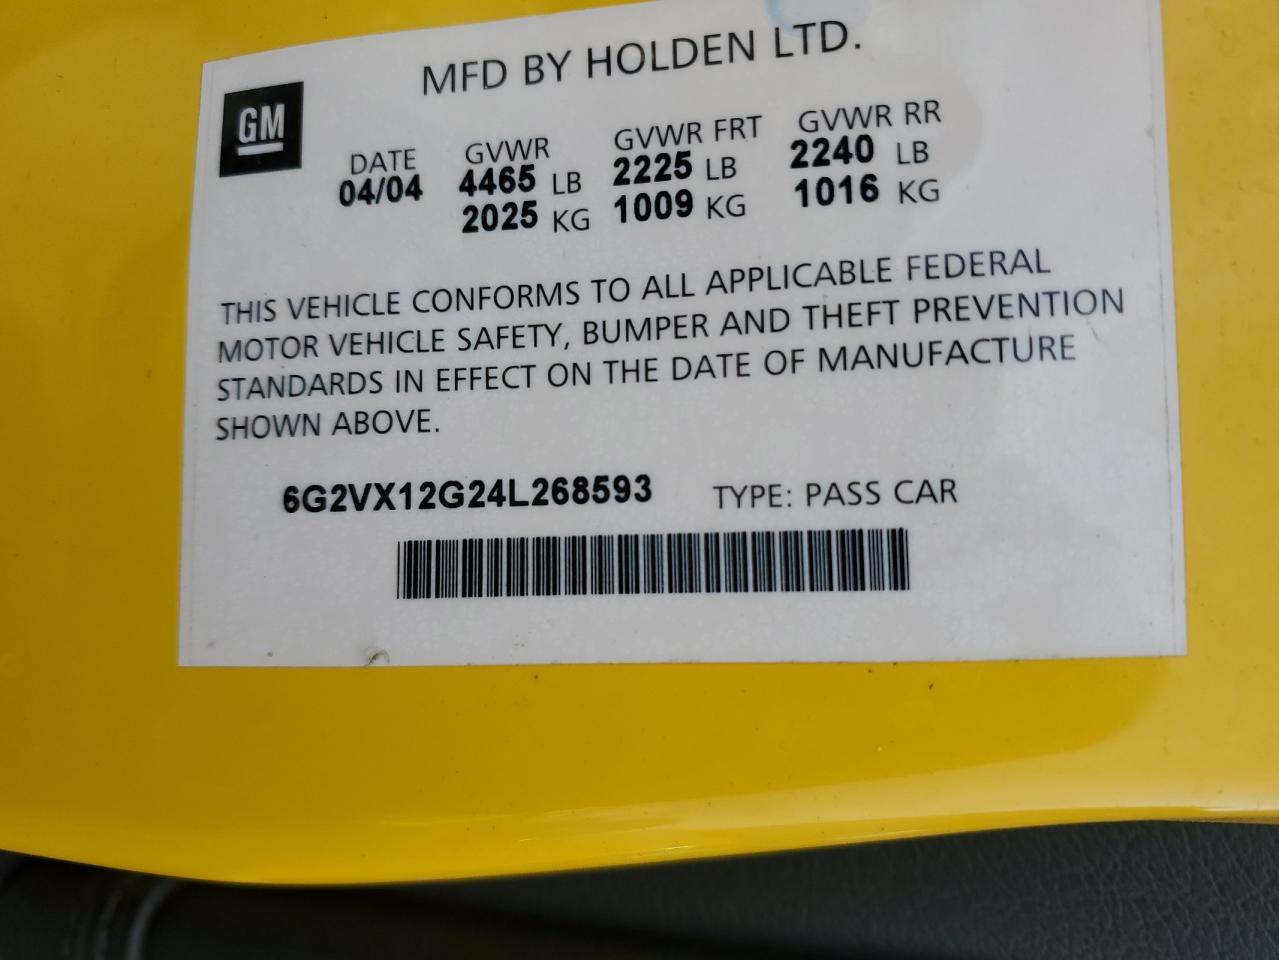 MFD BY HOLDEN LTD.
GM
DATE GVWR GVWR FRT GVWR RR
04/04 4465 LB 2225 LB 2240 LB
2025 KG 1009 KG 1016 KG
THIS VEHICLE CONFORMS TO ALL APPLICABLE FEDERAL
MOTOR VEHICLE SAFETY, BUMPER AND THEFT PREVENTION
STANDARDS IN EFFECT ON THE DATE OF MANUFACTURE
SHOWN ABOVE.
6G2VX12G24L268593 TYPE: PASS CAR